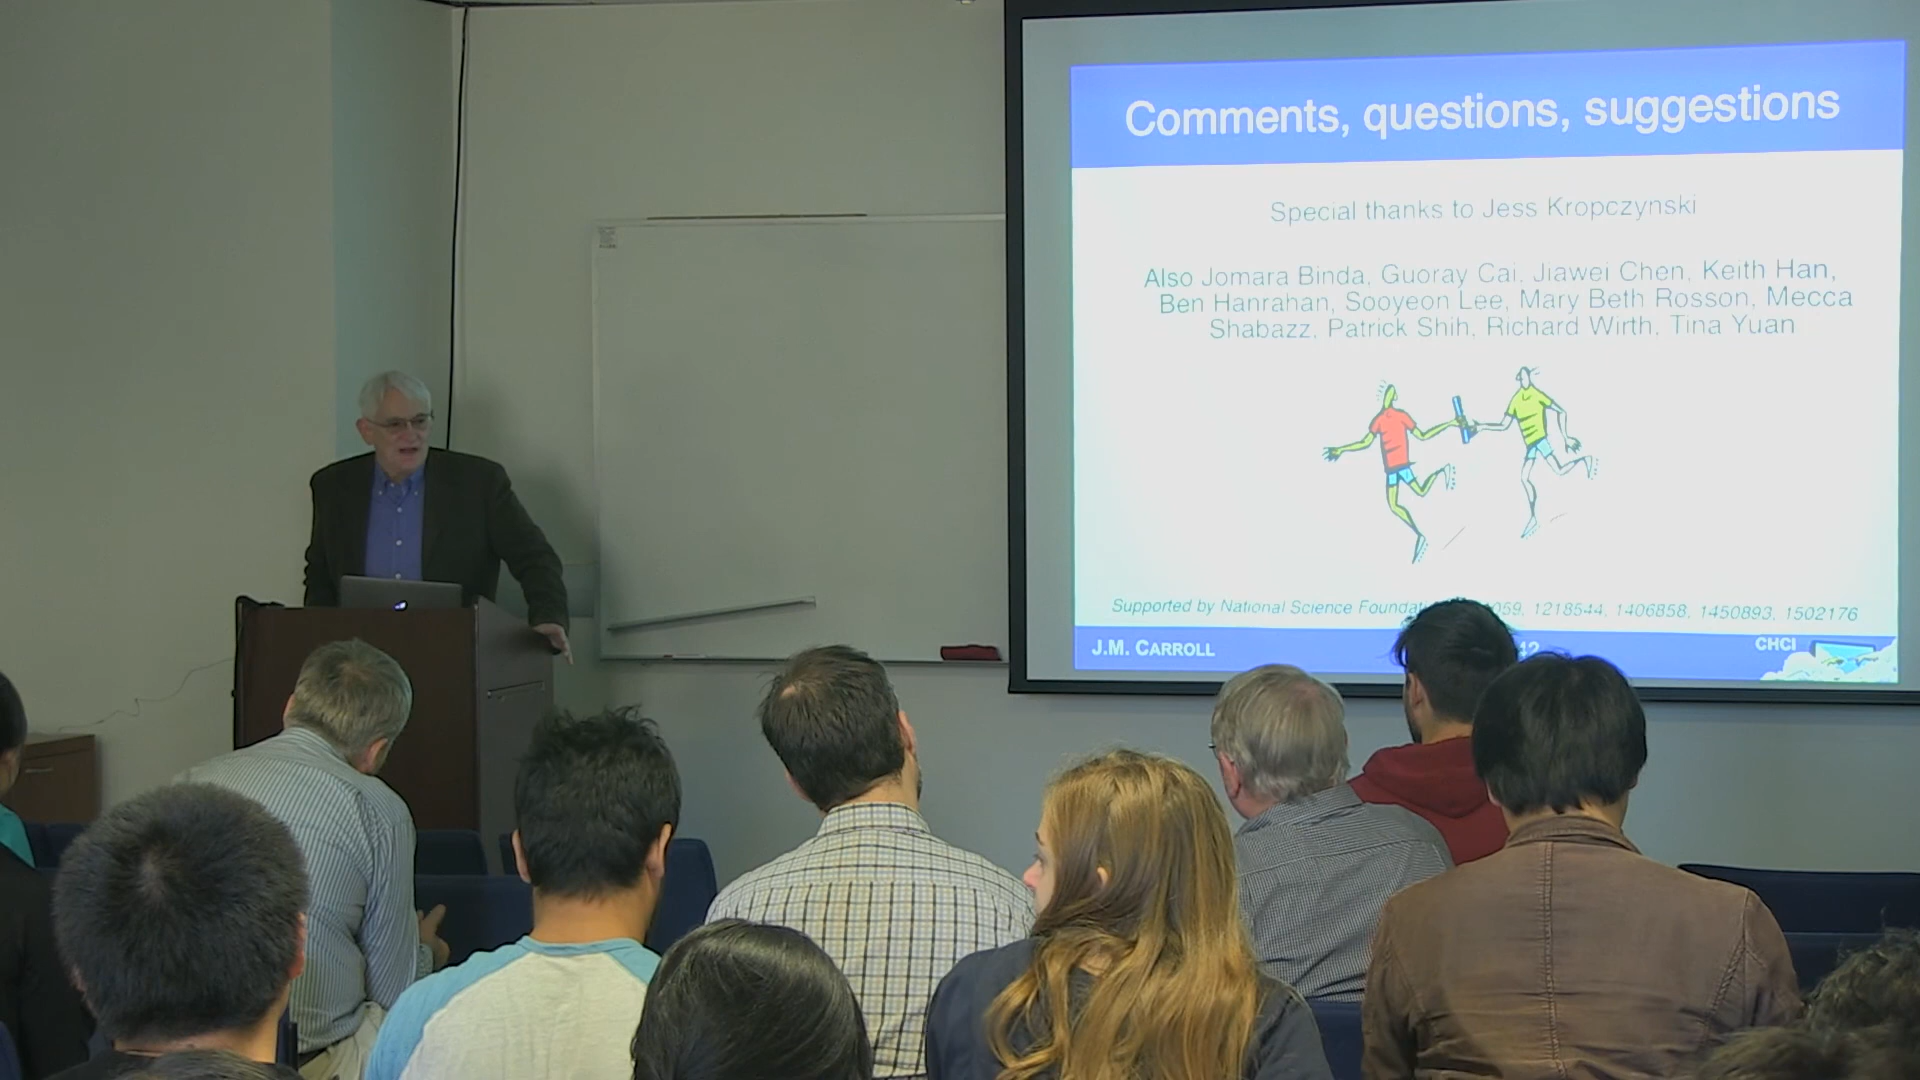 Comments, questions, suggestions
Special thanks to Jess Kropczynski
Also Jomara Binda, Guoray Cai, Jiawei Chen, Keith Han,
Ben Hanrahan, Sooyeon Lee, Mary Beth Rosson, Mecca
Shabazz, Patrick Shih, Richard Wirth, Tina Yuan
Supported by National Science 1218544, 1406858, 1450893, 1502176
J.M. CARROLL
CHCI